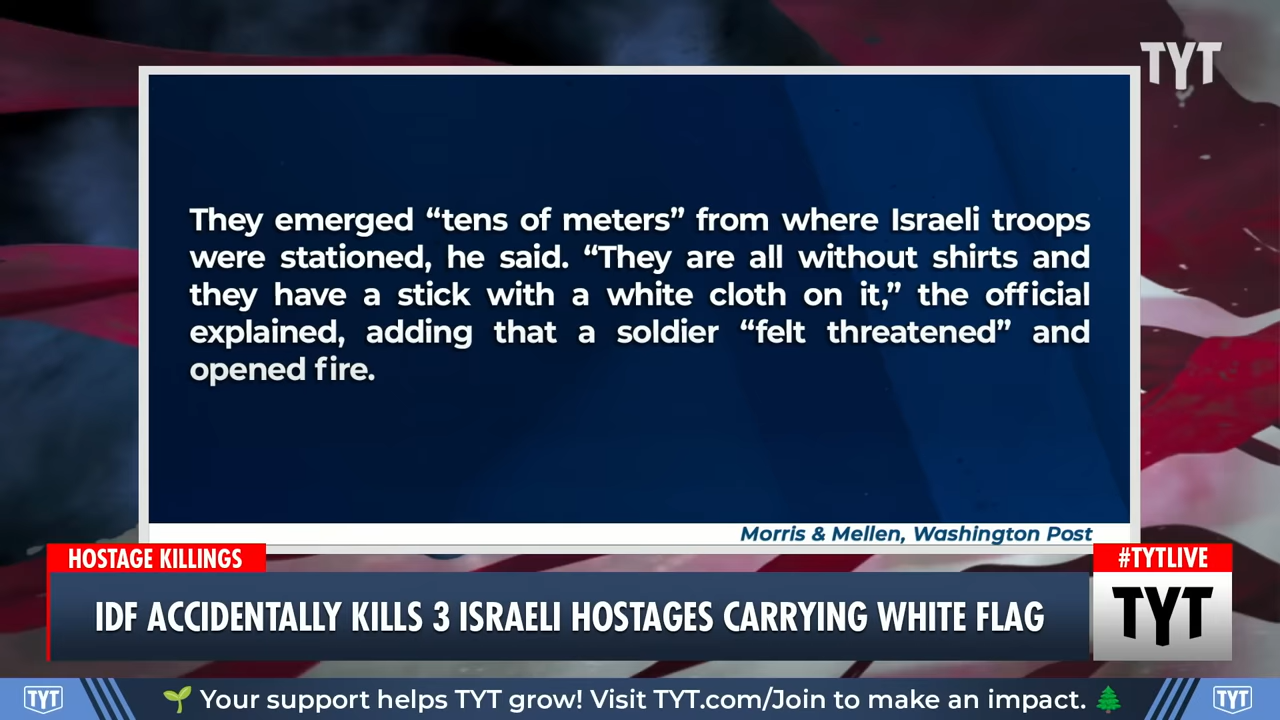 TYT
They emerged “tens of meters” from where Israeli troops
were stationed, he said. “They are all without shirts and
they have a stick with a white cloth on it,” the official
explained, adding that a soldier “felt threatened” and
opened fire.
Morris & Mellen, Washington Post
HOSTAGE KILLINGS
#TYTLIVE
IDF ACCIDENTALLY KILLS 3 ISRAELI HOSTAGES CARRYING WHITE FLAG
TYT
TYT
Your support helps TYT grow! Visit TYT.com/Join to make an impact.
TYT